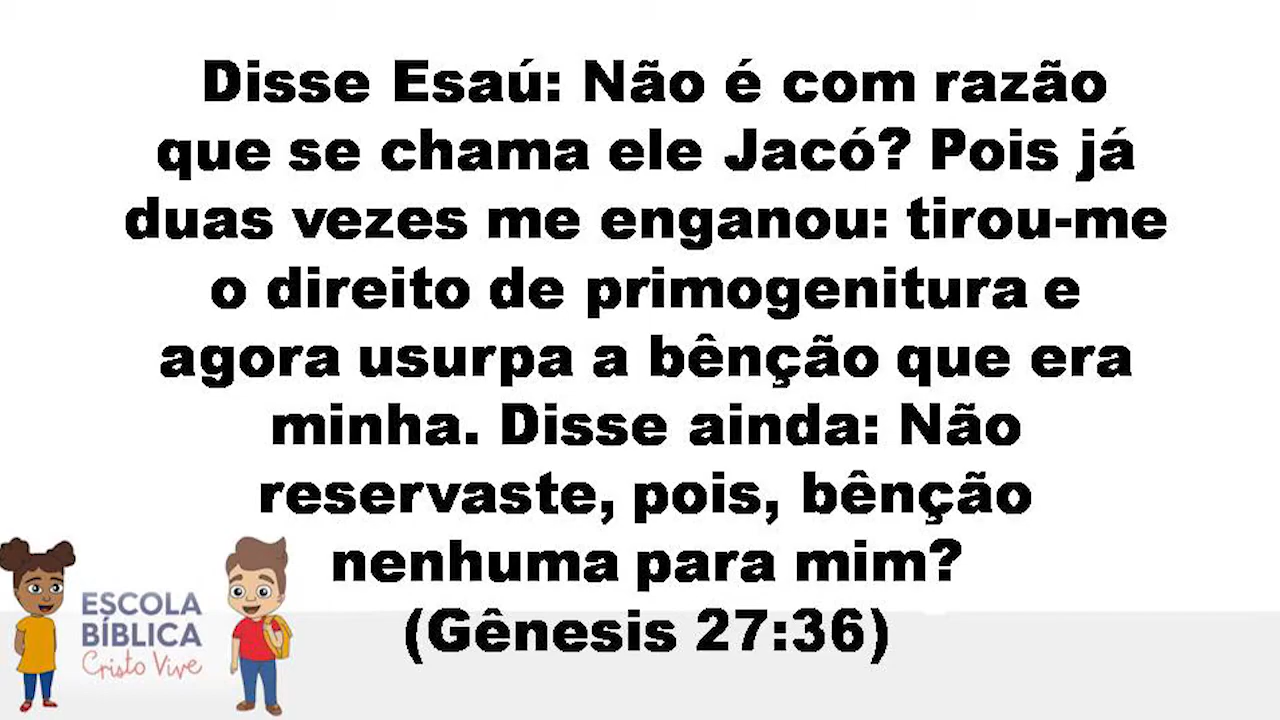 Disse Esaú: Não é com razão
que se chama ele Jacó? Pois já
duas vezes me enganou: tirou-me
o direito de primogenitura e
agora usurpa a bênção que era
minha. Disse ainda: Não
reservaste, pois, bênção
nenhuma para mim?
(Gênesis 27:36)
ESCOLA
BÍBLICA
Cristo Vive